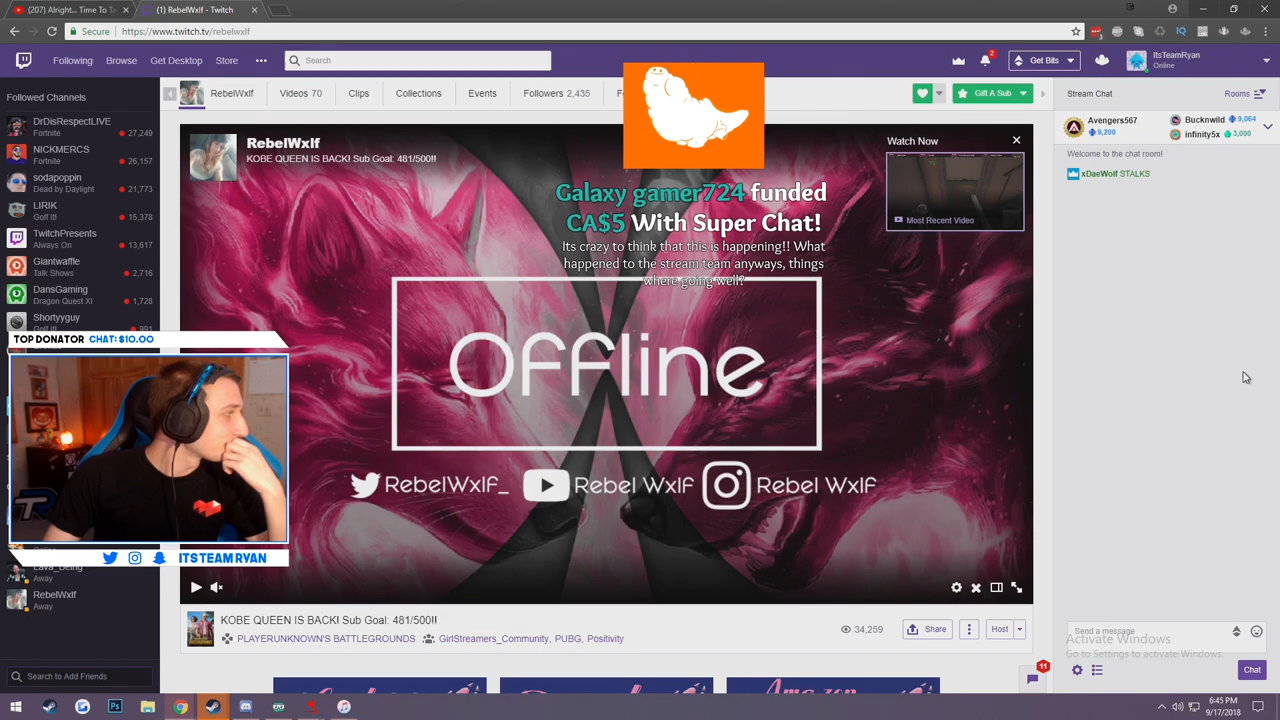 (207) Alright, Time To Ta
(1) RebelWxlf - Twitch
Secure
https://www.twitch.tv/rebelwxlf
Following
Browse
Get Desktop
Store
Search
2
Get Bits
ItsTeamRyan
Online
Followed Channels
RebelWxlf
Videos 70
Clips
Collections
Events
Followers 2,435
Gift A Sub
Stream Chat
Rooms
DrDisRespectLIVE
Fortnite
27,249
NICKMERCS
Fortnite
26,157
sodapoppin
Dead by Daylight
21,773
LIRIK
Golf It!
15,378
TwitchPresents
Always On
13,617
Giantwaffle
Talk Shows
2,716
DansGaming
Dragon Quest XI
1,728
Shortyyguy
Golf It!
991
Avengers567
9,200
Bucknwild
9,064
infinity5x
3,000
Welcome to the chat room!
xDaeWolf STALKS
RebelWxlf
KOBE QUEEN IS BACK! Sub Goal: 481/500!!
Galaxy gamer724 funded
CA$5 With Super Chat!
Its crazy to think that this is happening!! What
happened to the stream team anyways, things
where going well?
Watch Now
Most Recent Video
Offline
RebelWxlf_
Rebel Wxlf
Rebel Wxlf
TOP DONATOR CHAT: $10.00
ITSTEAMRYAN
Lava_Being
Away
RebelWxlf
Away
KOBE QUEEN IS BACK! Sub Goal: 481/500!!
PLAYERUNKNOWN'S BATTLEGROUNDS
GirlStreamers_Community, PUBG, Positivity
34,259
Share
Host
Send a message
Activate Windows
Go to Settings to activate Windows.
Chat
11
Search to Add Friends
6:45 PM
9/17/2018